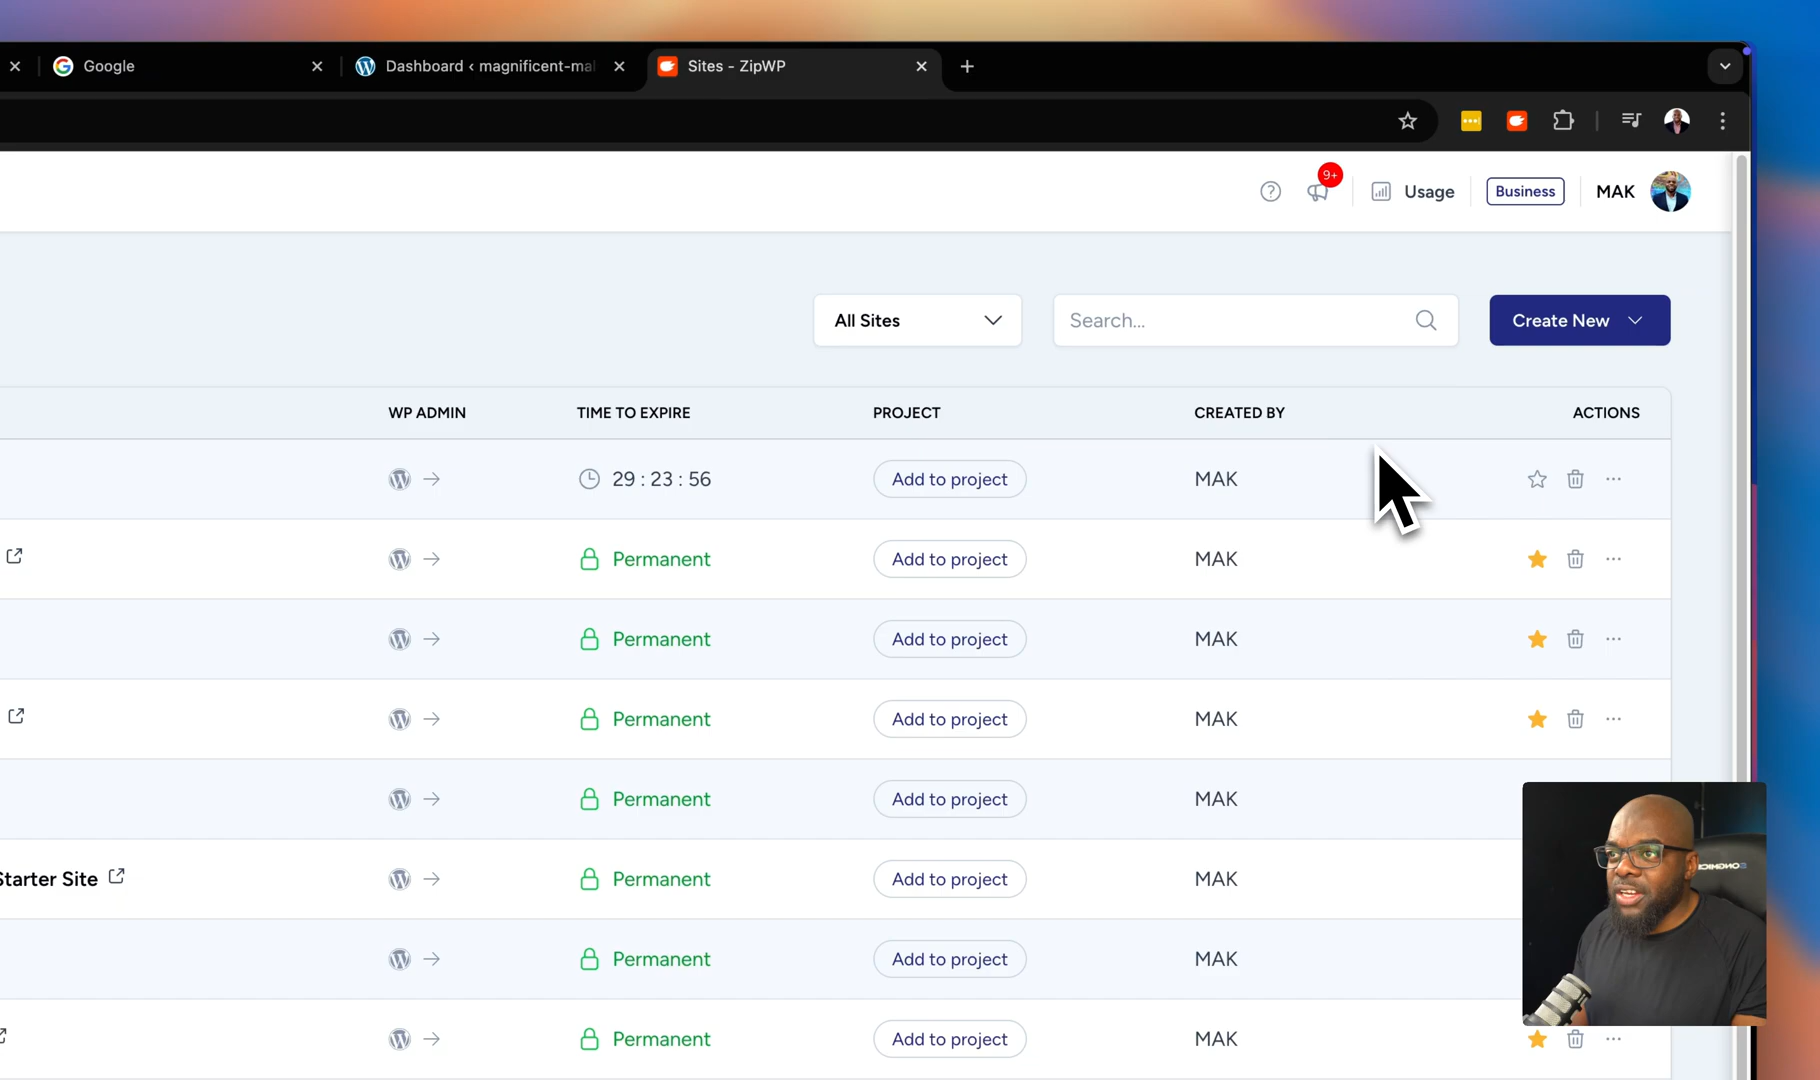 Google
Dashboard ‹ magnificent-ma
Sites - ZipWP
9+
Usage
Business
MAK
All Sites
Search...
Create New
WP ADMIN TIME TO EXPIRE PROJECT CREATED BY ACTIONS
29 : 23 : 56 Add to project MAK
Permanent Add to project MAK
Permanent Add to project MAK
Permanent Add to project MAK
Permanent Add to project MAK
Starter Site Permanent Add to project MAK
Permanent Add to project MAK
Permanent Add to project MAK